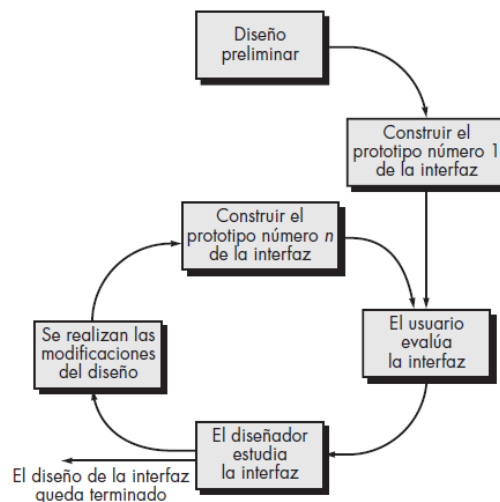 Diseño
preliminar
Construir el
prototipo número 1
de la interfaz
Construir el
prototipo número n
de la interfaz
El usuario
evalúa
la interfaz
Se realizan las
modificaciones
del diseño
El diseñador
estudia
la interfaz
El diseño de la interfaz
queda terminado